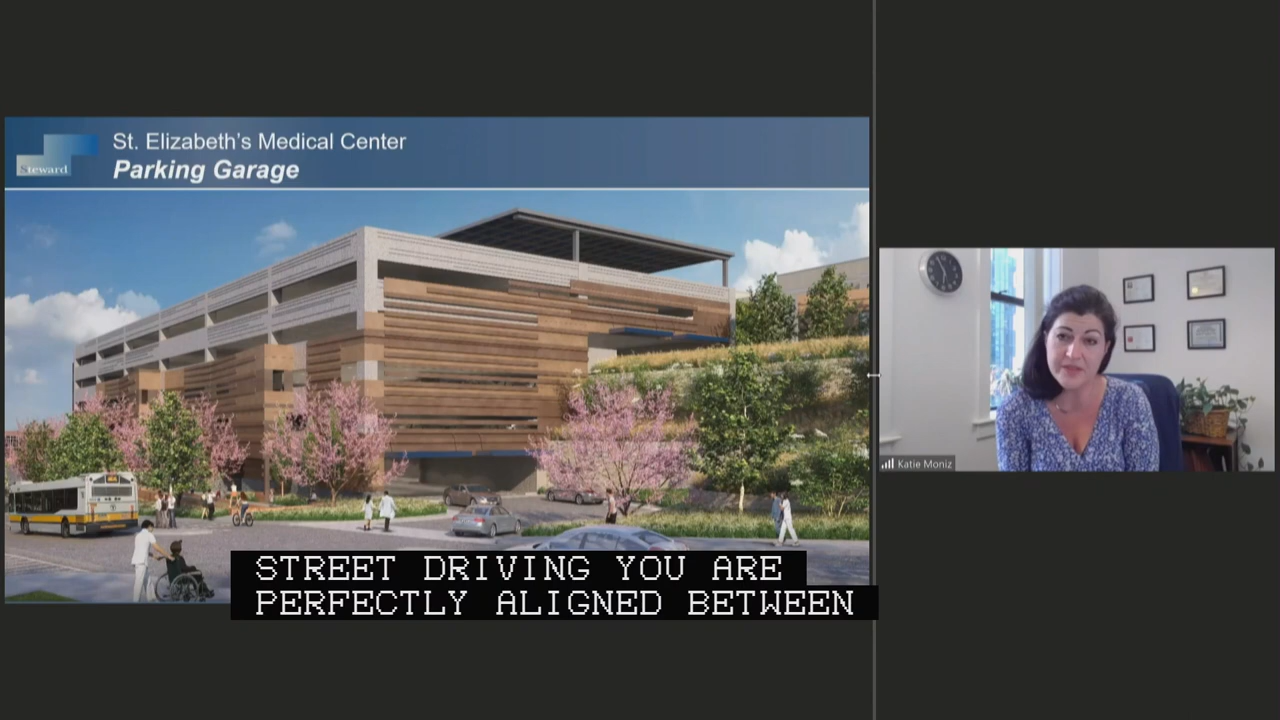 St. Elizabeth's Medical Center
Steward
Parking Garage
Katie Moniz
STREET DRIVING YOU ARE
PERFECTLY ALIGNED BETWEEN